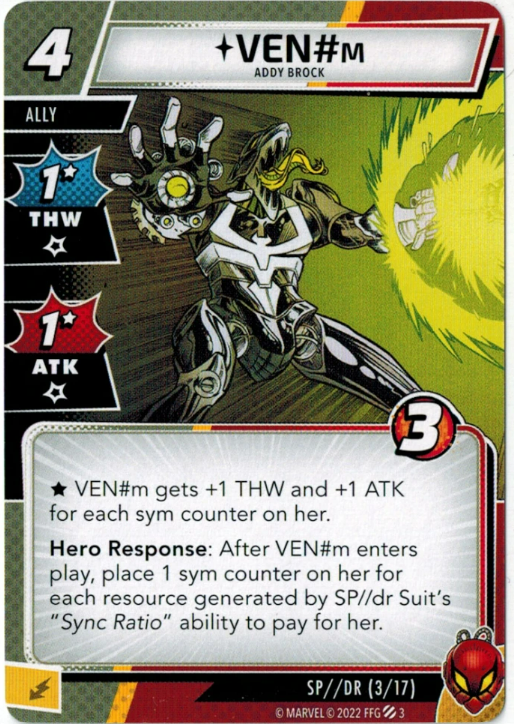 4
VEN#m
ADDY BROCK
ALLY
1
THW
1
ATK
3
★ VEN#m gets +1 THW and +1 ATK
for each sym counter on her.
Hero Response: After VEN#m enters
play, place 1 sym counter on her for
each resource generated by SP//dr Suit's
"Sync Ratio" ability to pay for her.
SP//DR (3/17)
© MARVEL © 2022 FFG 3